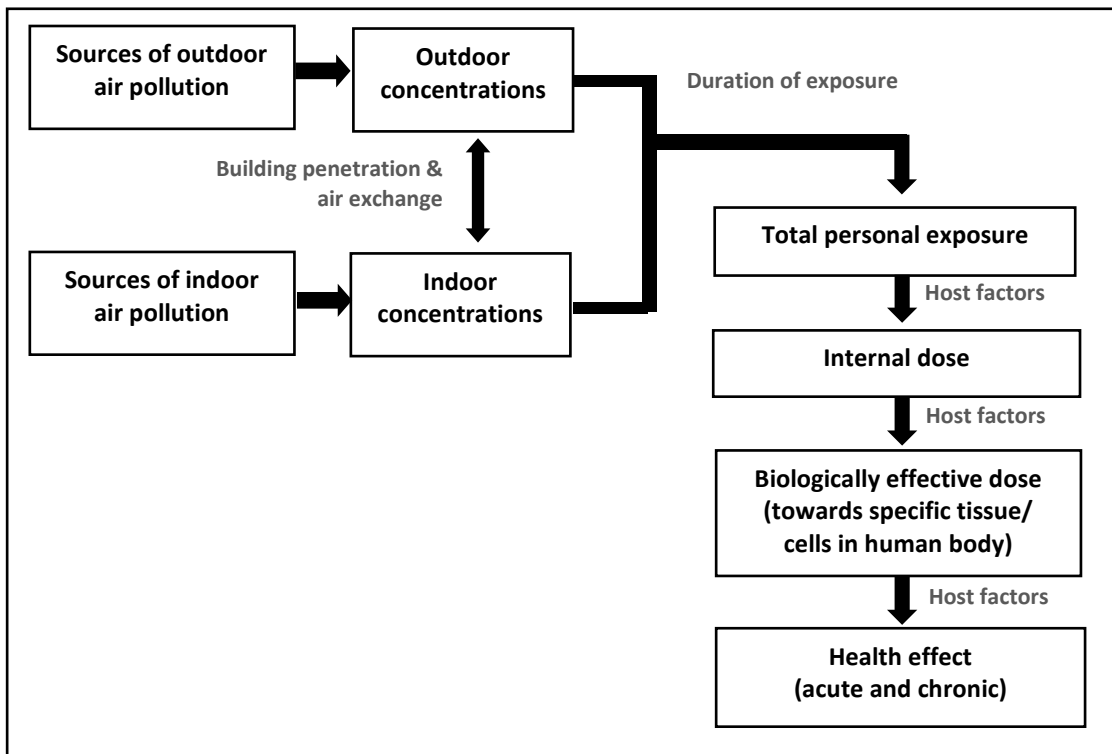 Sources of outdoor
air pollution
Outdoor
concentrations
Duration of exposure
Building penetration &
air exchange
Sources of indoor
air pollution
Indoor
concentrations
Total personal exposure
Host factors
Internal dose
Host factors
Biologically effective dose
(towards specific tissue/
cells in human body)
Host factors
Health effect
(acute and chronic)